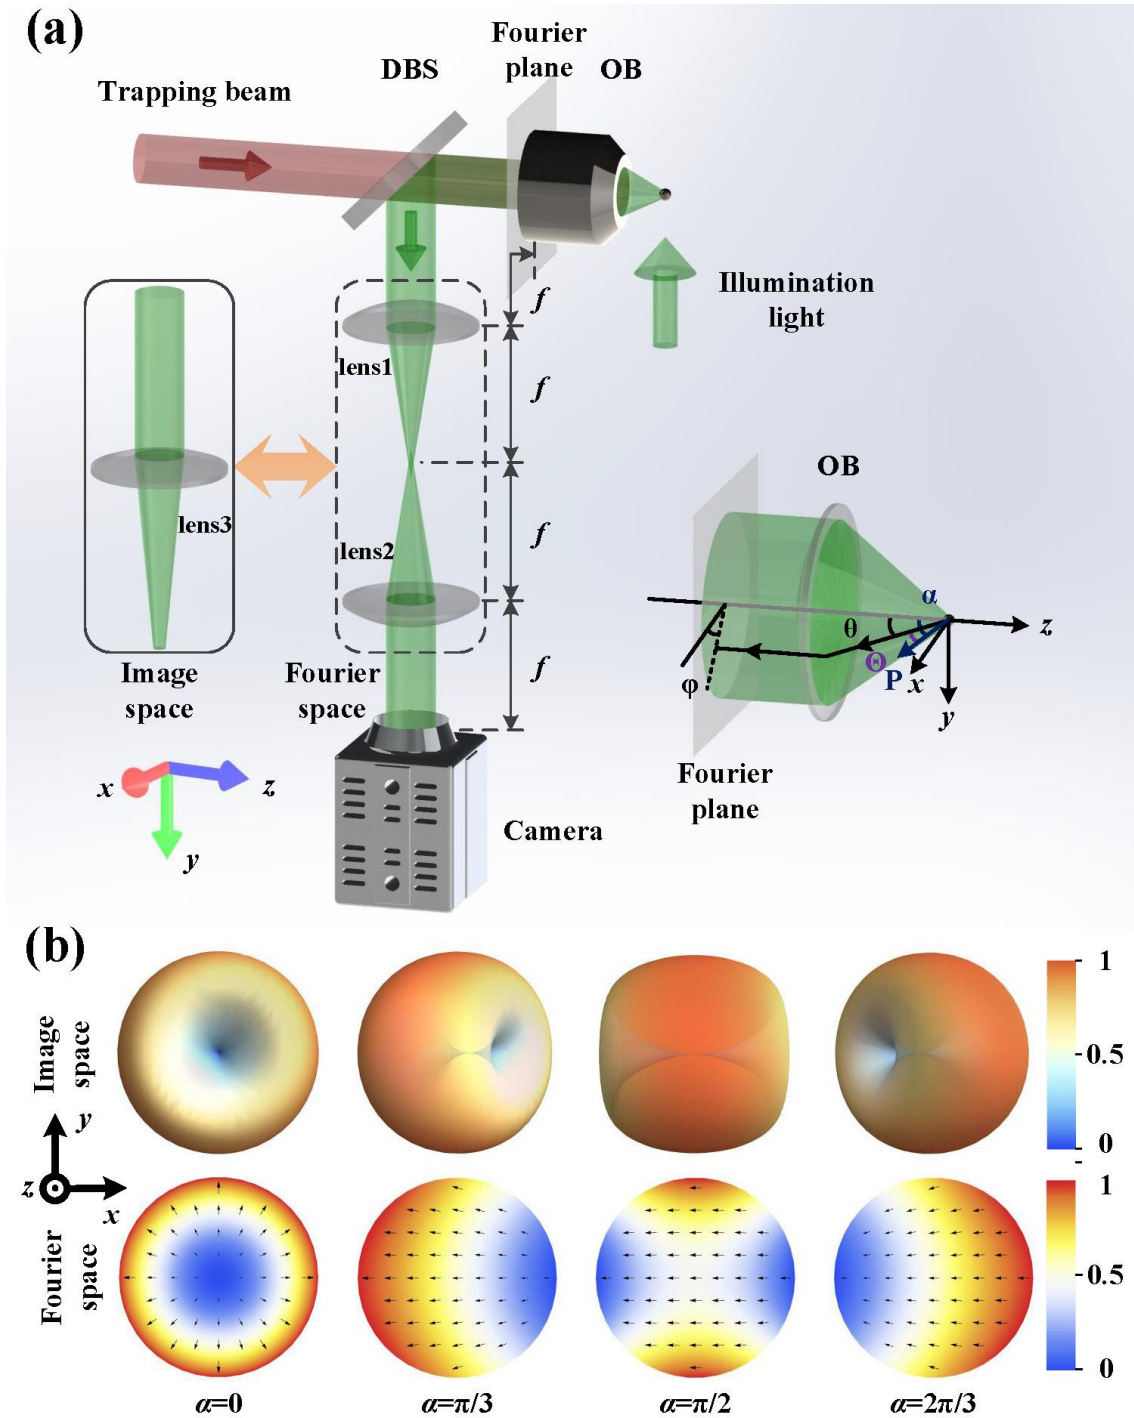 (a)
Fourier
plane
DBS
OB
Trapping beam
f
Illumination
light
lens1
f
lens3
lens2
f
OB
α
θ
Θ
P
x
z
y
φ
Image
space
Fourier
space
f
Fourier
plane
x
z
y
Camera
(b)
Image
space
1
0.5
0
y
z
x
Fourier
space
1
0.5
0
α=0
α=π/3
α=π/2
α=2π/3